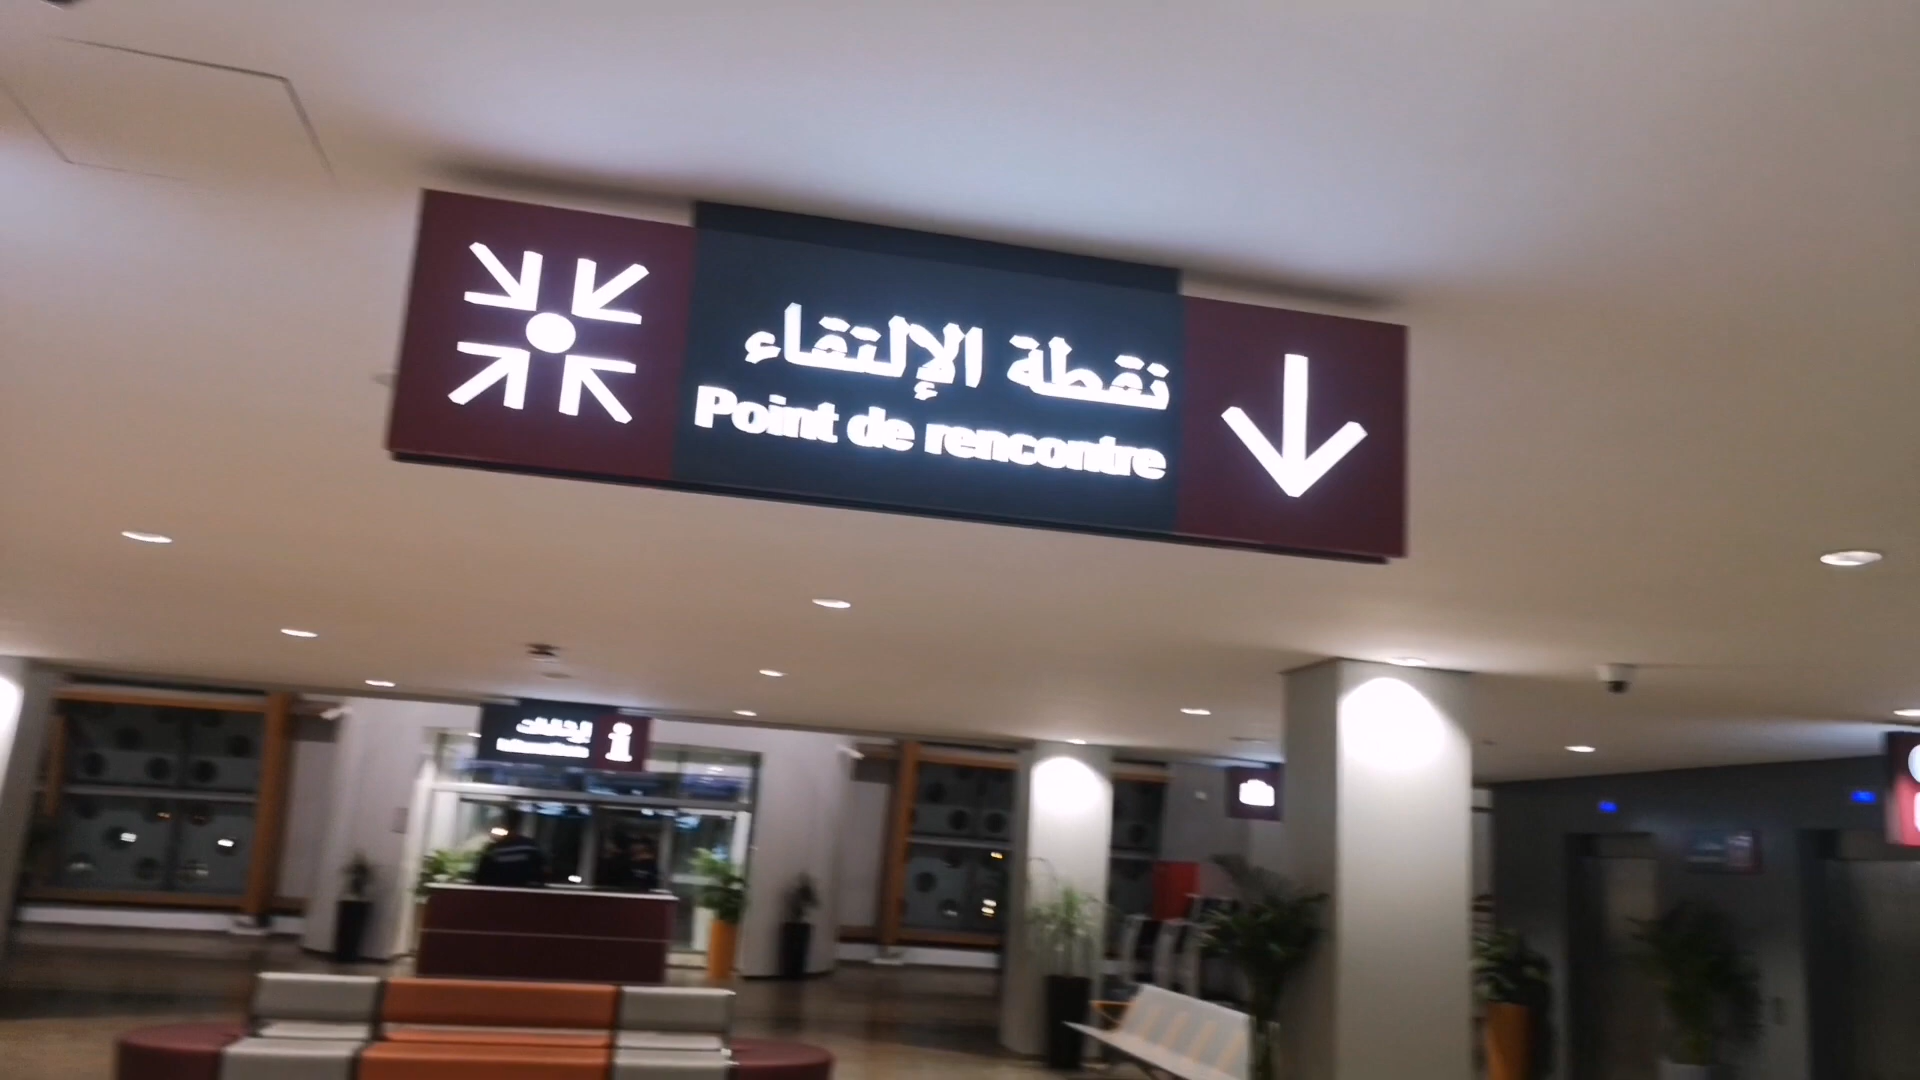 نقطة الإلتقاء
Point de rencontre
i